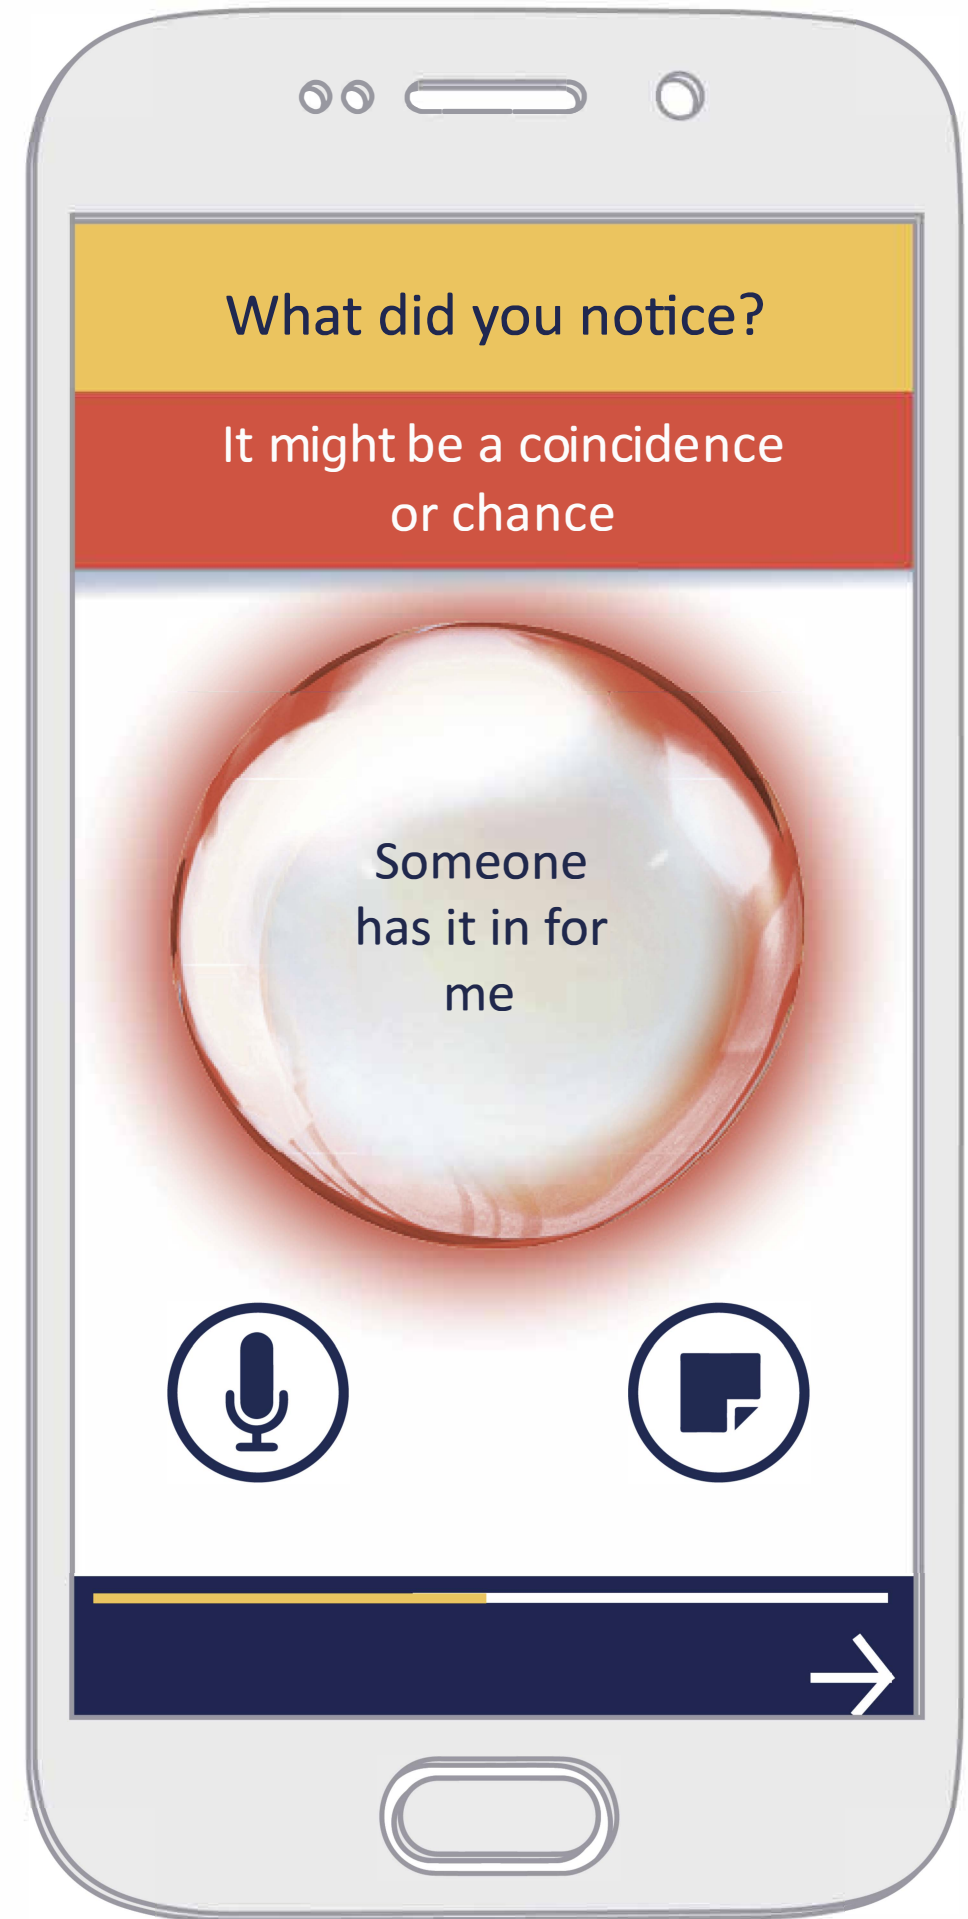 What did you notice?
It might be a coincidence
or chance
Someone
has it in for
me